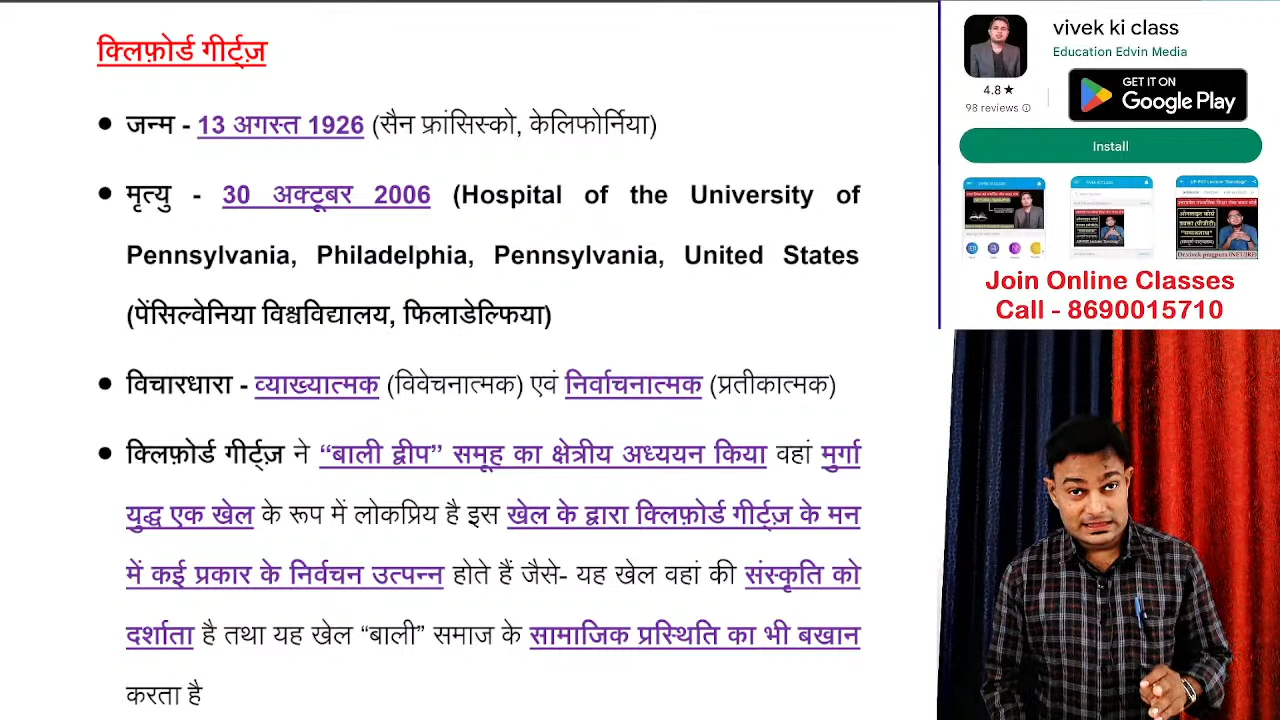 क्लिफ़ोर्ड गीर्ट्ज़
• जन्म - 13 अगस्त 1926 (सैन फ्रांसिस्को, केलिफोर्निया)
• मृत्यु - 30 अक्टूबर 2006 (Hospital of the University of
Pennsylvania, Philadelphia, Pennsylvania, United States
(पेंसिल्वेनिया विश्वविद्यालय, फिलाडेल्फिया)
• विचारधारा - व्याख्यात्मक (विवेचनात्मक) एवं निर्वाचनात्मक (प्रतीकात्मक)
• क्लिफ़ोर्ड गीर्ट्ज़ ने “बाली द्वीप” समूह का क्षेत्रीय अध्ययन किया वहां मुर्गा
युद्ध एक खेल के रूप में लोकप्रिय है इस खेल के द्वारा क्लिफ़ोर्ड गीर्ट्ज़ के मन
में कई प्रकार के निर्वचन उत्पन्न होते हैं जैसे- यह खेल वहां की संस्कृति को
दर्शाता है तथा यह खेल “बाली” समाज के सामाजिक प्रस्थिति का भी बखान
करता है
vivek ki class
Education Edvin Media
4.8★
98 reviews
GET IT ON
Google Play
Install
Join Online Classes
Call - 8690015710